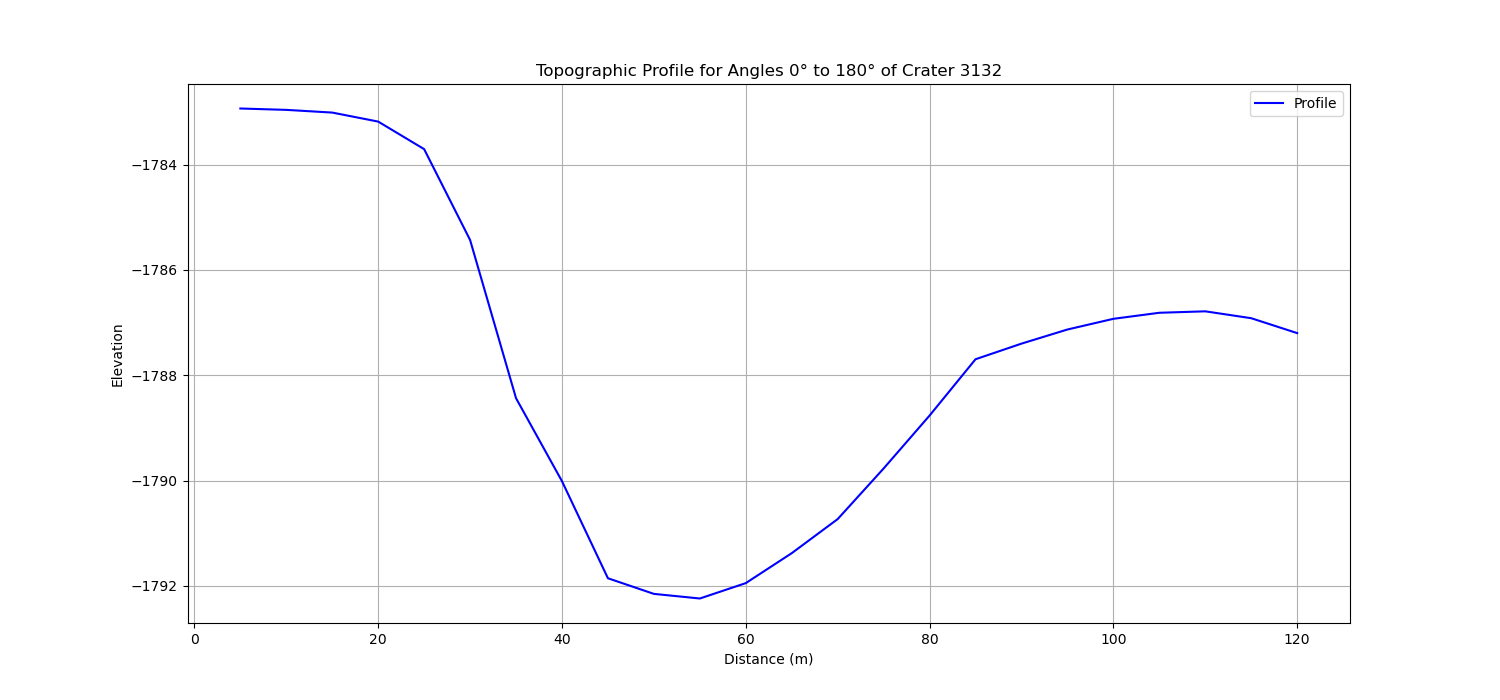 Topographic Profile for Angles 0° to 180° of Crater 3132
Profile
−1784
−1786
−1788
−1790
−1792
Elevation
0 20 40 60 80 100 120
Distance (m)